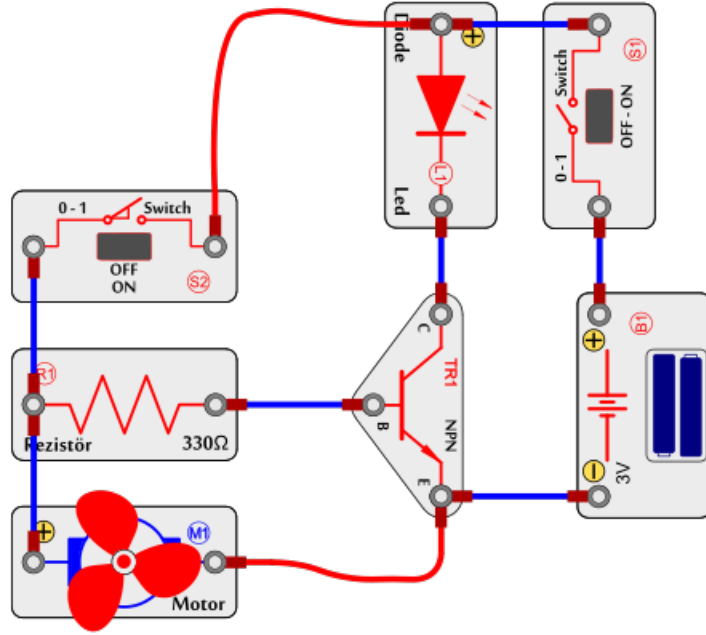 Diode
+
L1
Led
S1
Switch
0 - 1
OFF - ON
0 - 1
Switch
OFF
ON
S2
R1
Rezistör
330Ω
C
TR1
B
NPN
E
B1
+
−
3V
+
M1
Motor